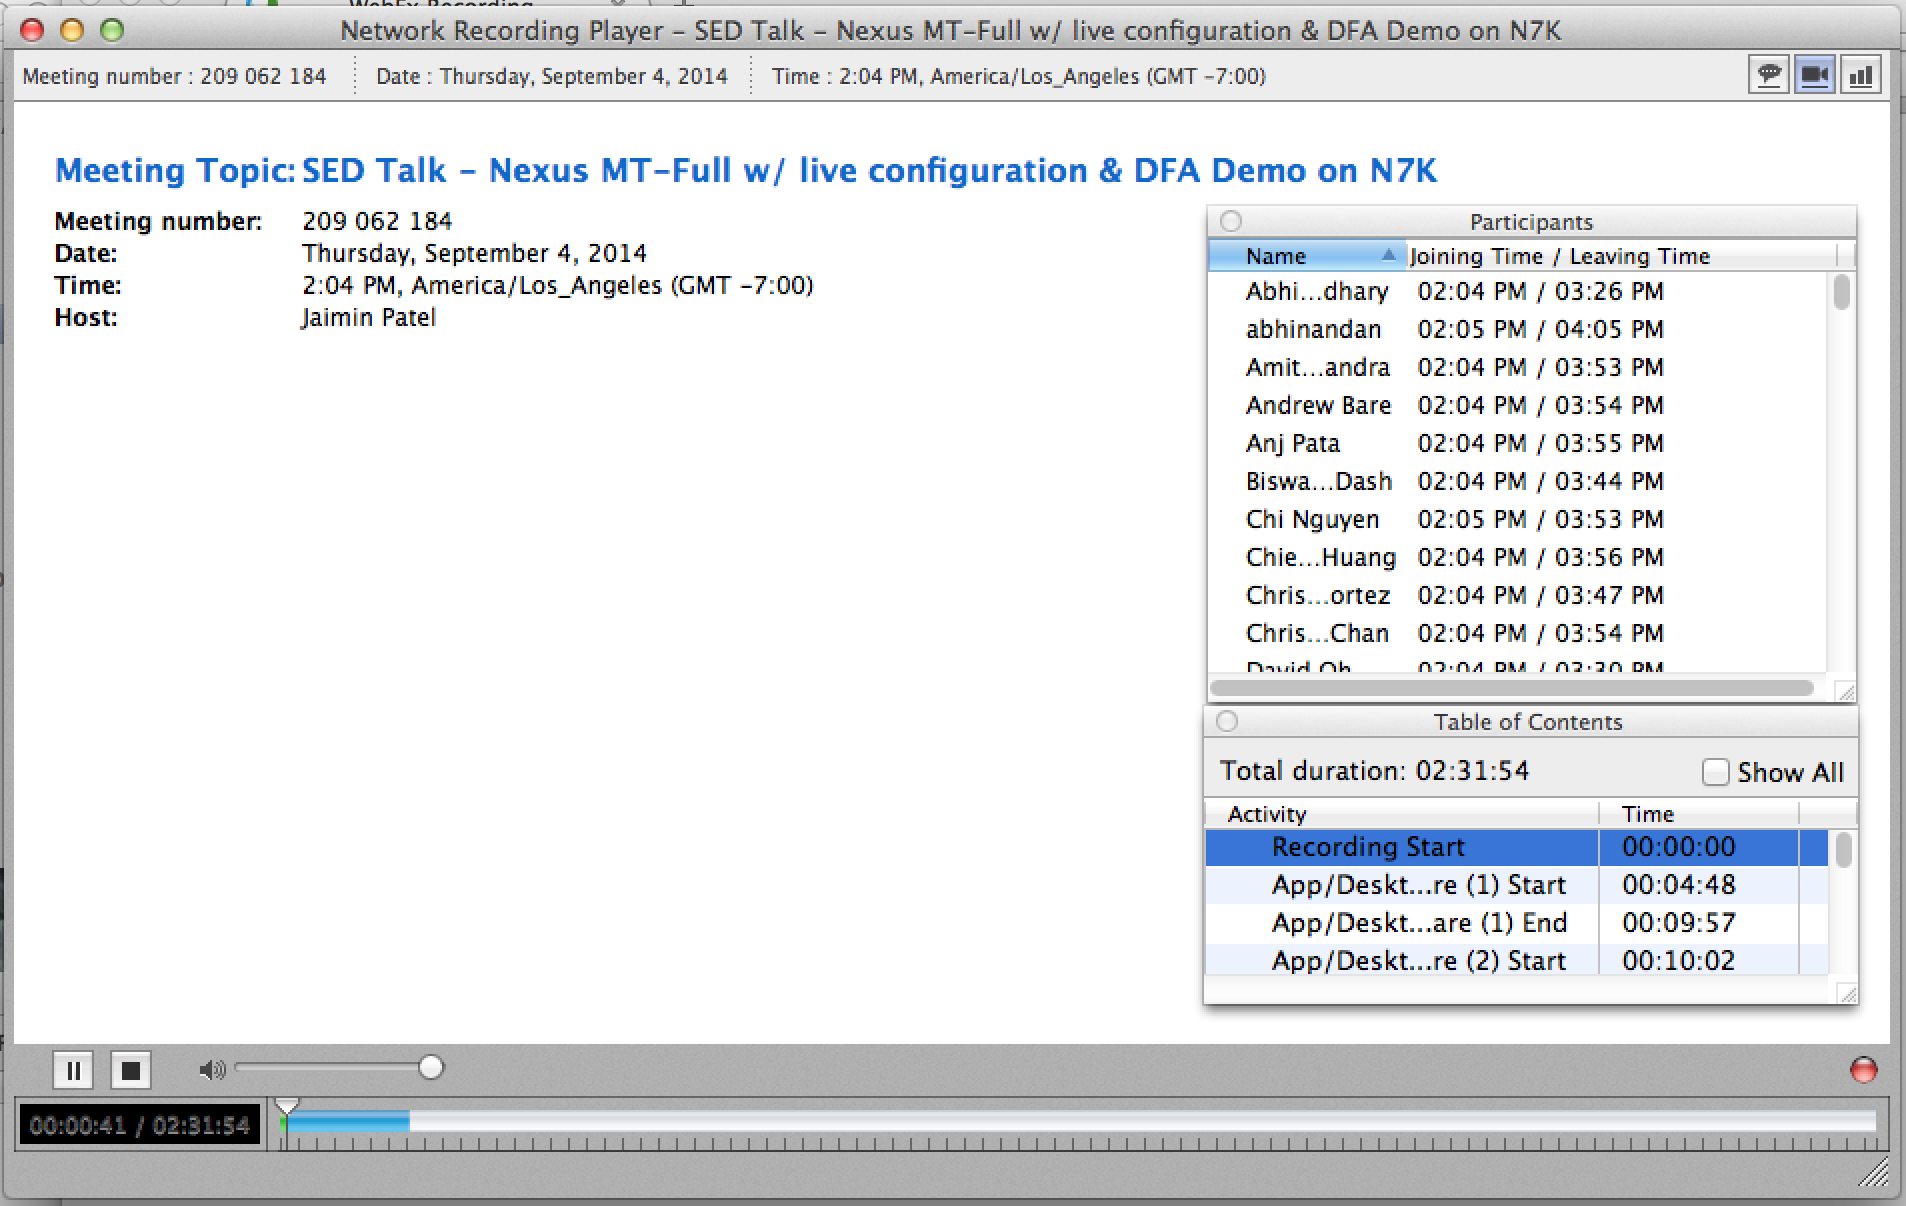 WebEx Recording
Network Recording Player – SED Talk – Nexus MT-Full w/ live configuration & DFA Demo on N7K
Meeting number : 209 062 184 Date : Thursday, September 4, 2014 Time : 2:04 PM, America/Los_Angeles (GMT -7:00)
Meeting Topic: SED Talk – Nexus MT-Full w/ live configuration & DFA Demo on N7K
Meeting number: 209 062 184
Date: Thursday, September 4, 2014
Time: 2:04 PM, America/Los_Angeles (GMT -7:00)
Host: Jaimin Patel
Participants
Name Joining Time / Leaving Time
Abhi...dhary 02:04 PM / 03:26 PM
abhinandan 02:05 PM / 04:05 PM
Amit...andra 02:04 PM / 03:53 PM
Andrew Bare 02:04 PM / 03:54 PM
Anj Pata 02:04 PM / 03:55 PM
Biswa...Dash 02:04 PM / 03:44 PM
Chi Nguyen 02:05 PM / 03:53 PM
Chie...Huang 02:04 PM / 03:56 PM
Chris...ortez 02:04 PM / 03:47 PM
Chris...Chan 02:04 PM / 03:54 PM
David Oh 02:04 PM / 03:30 PM
Table of Contents
Total duration: 02:31:54 Show All
Activity Time
Recording Start 00:00:00
App/Deskt...re (1) Start 00:04:48
App/Deskt...are (1) End 00:09:57
App/Deskt...re (2) Start 00:10:02
00:00:41 / 02:31:54